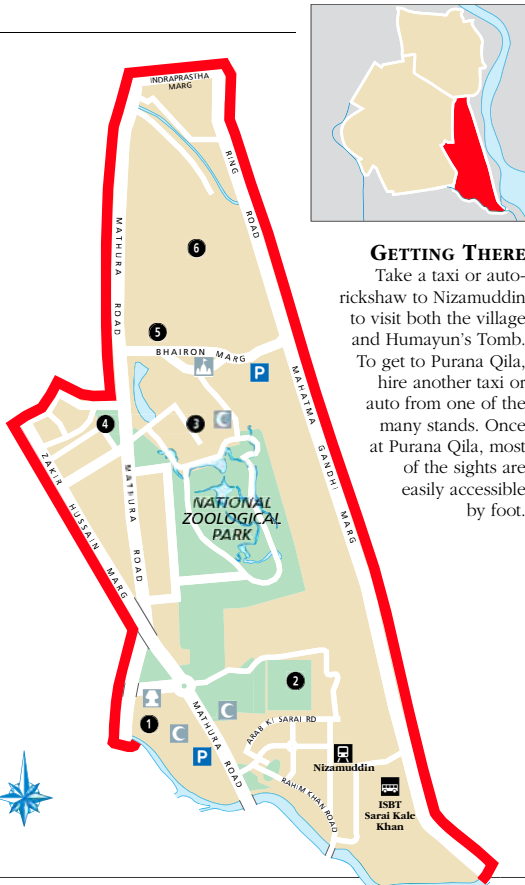 INDRAPRASTHA
MARG
RING ROAD
MATHURA ROAD
6
5
BHAIRON MARG
P
MAHATMA GANDHI MARG
4
3
ZAKIR HUSSAIN MARG
MATHURA ROAD
NATIONAL
ZOOLOGICAL
PARK
2
1
MATHURA ROAD
P
ARAB KI SARAI RD
RAHIM KHAN ROAD
Nizamuddin
ISBT
Sarai Kale
Khan
GETTING THERE
Take a taxi or auto-
rickshaw to Nizamuddin
to visit both the village
and Humayun's Tomb.
To get to Purana Qila,
hire another taxi or
auto from one of the
many stands. Once
at Purana Qila, most
of the sights are
easily accessible
by foot.